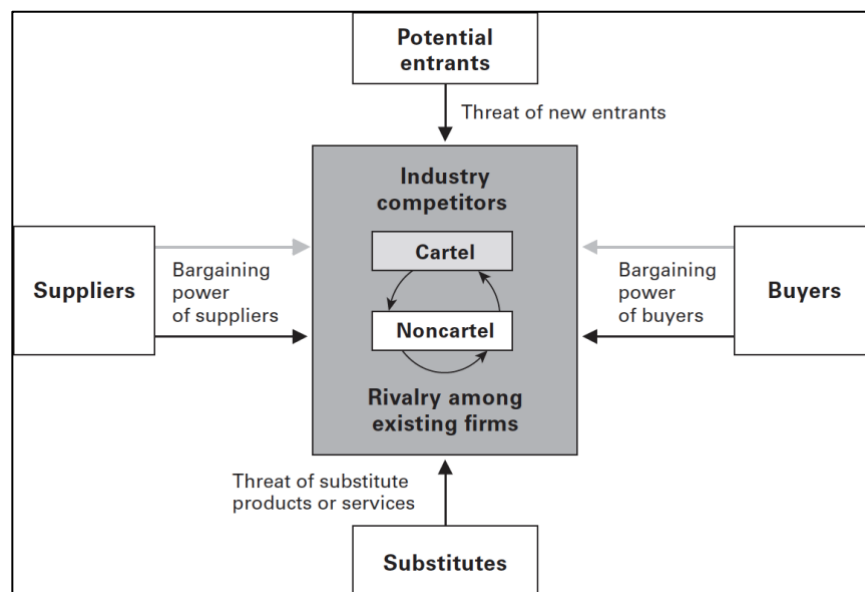 Potential
entrants
Threat of new entrants
Industry
competitors
Cartel
Suppliers
Bargaining
power
of suppliers
Noncartel
Bargaining
power
of buyers
Buyers
Rivalry among
existing firms
Threat of substitute
products or services
Substitutes